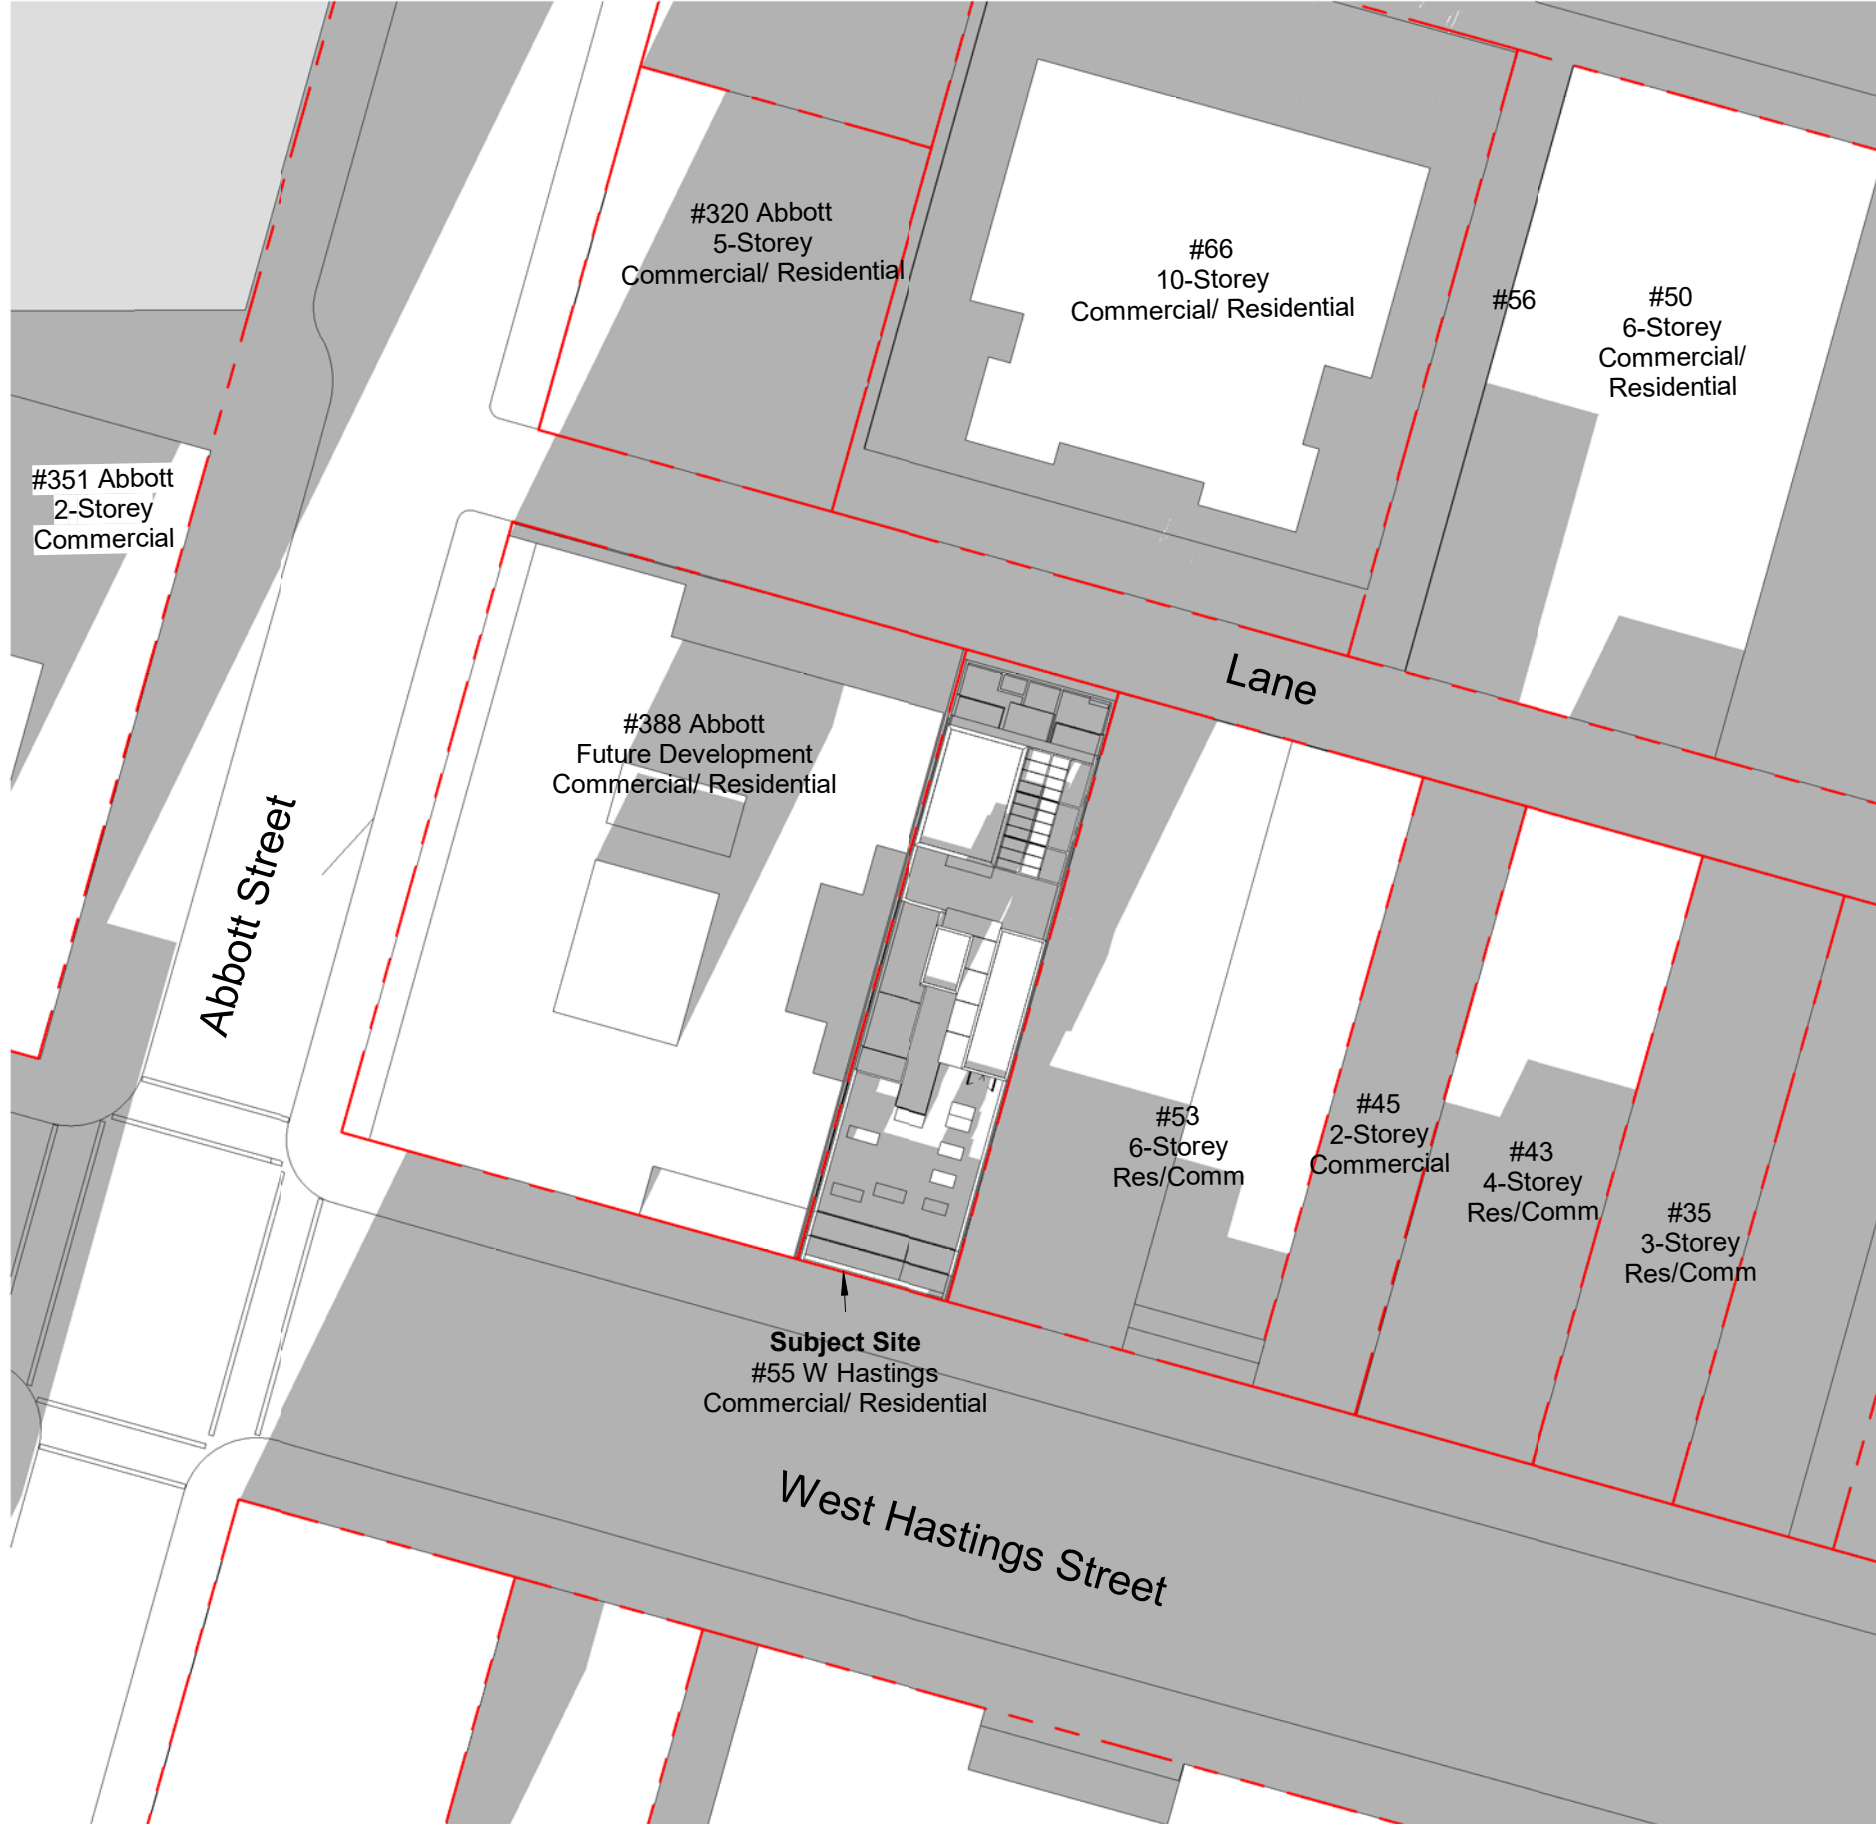 #320 Abbott
5-Storey
Commercial/ Residential
#66
10-Storey
Commercial/ Residential
#56
#50
6-Storey
Commercial/
Residential
#351 Abbott
2-Storey
Commercial
Lane
#388 Abbott
Future Development
Commercial/ Residential
Abbott Street
#53
6-Storey
Res/Comm
#45
2-Storey
Commercial
#43
4-Storey
Res/Comm
#35
3-Storey
Res/Comm
Subject Site
#55 W Hastings
Commercial/ Residential
West Hastings Street